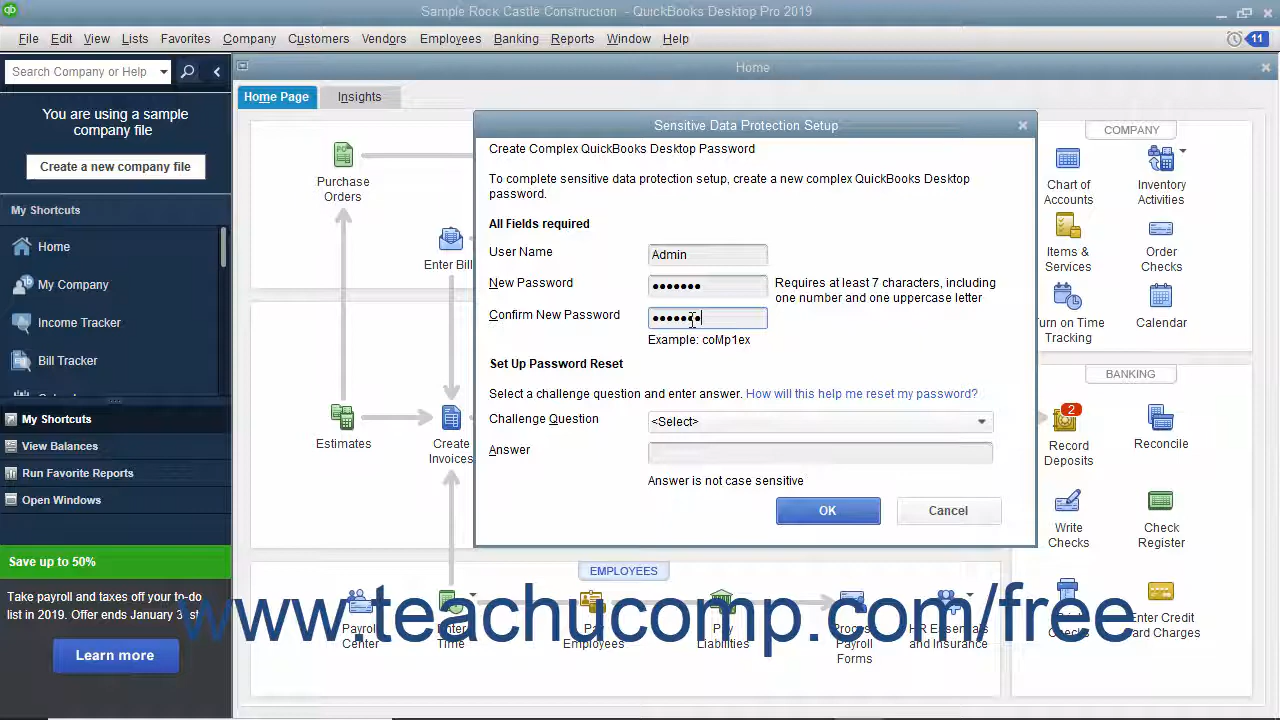 Sample Rock Castle Construction - QuickBooks Desktop Pro 2019
File Edit View Lists Favorites Company Customers Vendors Employees Banking Reports Window Help
11
Search Company or Help
Home
You are using a sample
company file
Create a new company file
My Shortcuts
Home
My Company
Income Tracker
Bill Tracker
My Shortcuts
View Balances
Run Favorite Reports
Open Windows
Save up to 50%
Take payroll and taxes off your to-do
list in 2019. Offer ends January
Learn more
Home Page
Insights
Purchase
Orders
Enter Bill
Estimates
Create
Invoices
Sensitive Data Protection Setup
Create Complex QuickBooks Desktop Password
To complete sensitive data protection setup, create a new complex QuickBooks Desktop
password.
All Fields required
User Name
Admin
New Password
Requires at least 7 characters, including
one number and one uppercase letter
Confirm New Password
Example: coMp1ex
Set Up Password Reset
Select a challenge question and enter answer. How will this help me reset my password?
Challenge Question
<Select>
Answer
Answer is not case sensitive
OK
Cancel
COMPANY
Chart of
Accounts
Inventory
Activities
Items &
Services
Order
Checks
Turn on Time
Tracking
Calendar
BANKING
2
Record
Deposits
Reconcile
Write
Checks
Check
Register
Checks
Enter Credit
Card Charges
EMPLOYEES
Payroll
Center
Enter
Time
Pay
Employees
Pay
Liabilities
Process
Payroll
Forms
HR Essentials
and Insurance
www.teachucomp.com/free